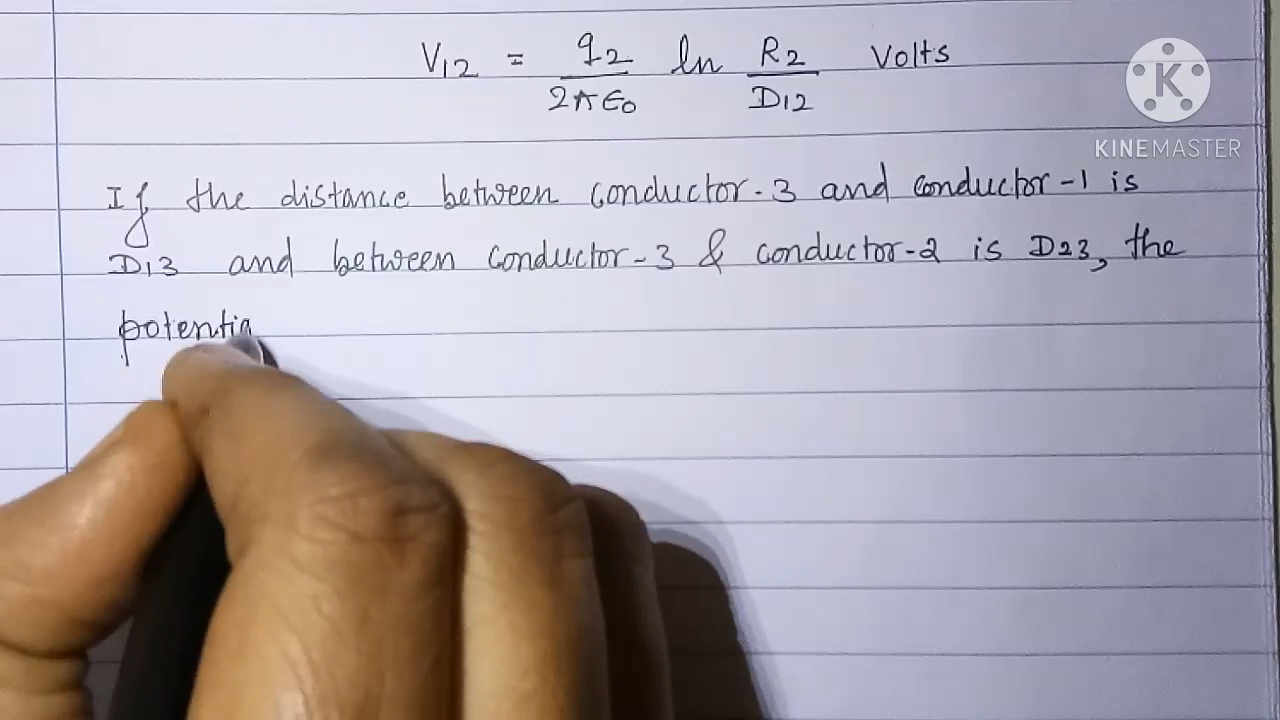 V12 = q2 / 2πϵ0 ln R2 / D12 Volts
K
KINEMASTER
If the distance between conductor-3 and conductor-1 is
D13 and between conductor-3 & conductor-2 is D23, the
potentia